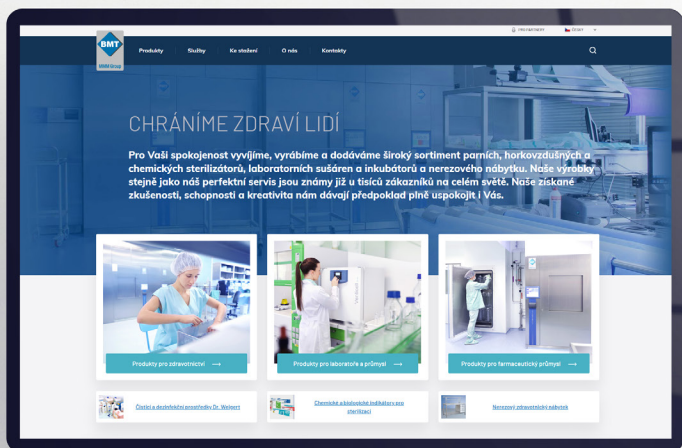 PRO PARTNERY
ČESKY
BMT
MMM Group
Produkty
Služby
Ke stažení
O nás
Kontakty
CHRÁNÍME ZDRAVÍ LIDÍ
Pro Vaši spokojenost vyvíjíme, vyrábíme a dodáváme široký sortiment parních, horkovzdušných a
chemických sterilizátorů, laboratorních sušáren a inkubátorů a nerezového nábytku. Naše výrobky
stejně jako náš perfektní servis jsou známy již u tisíců zákazníků na celém světě. Naše získané
zkušenosti, schopnosti a kreativita nám dávají předpoklad plně uspokojit i Vás.
Produkty pro zdravotnictví →
Produkty pro laboratoře a průmysl →
Produkty pro farmaceutický průmysl →
Čisticí a dezinfekční prostředky Dr. Weigert
Chemické a biologické indikátory pro
sterilizaci
Nerezový zdravotnický nábytek